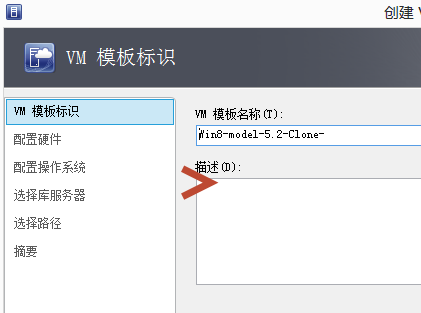 创建 V
VM 模板标识
VM 模板标识
配置硬件
配置操作系统
选择库服务器
选择路径
摘要
VM 模板名称(T):
Win8-model-5.2-Clone-
描述(D):